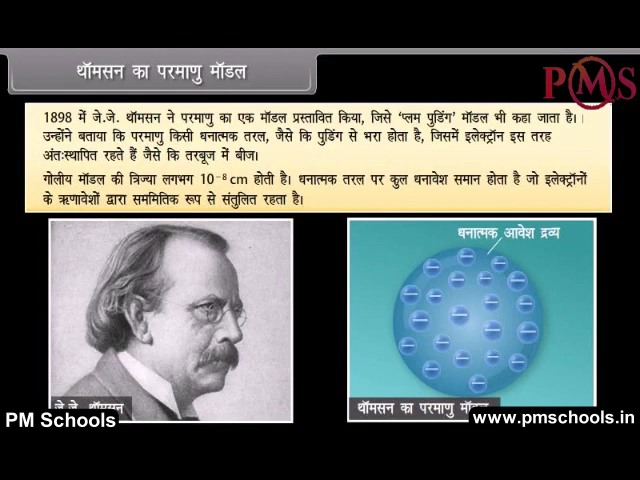 थॉमसन का परमाणु मॉडल
PMS
1898 में जे.जे. थॉमसन ने परमाणु का एक मॉडल प्रस्तावित किया, जिसे ‘प्लम पुडिंग’ मॉडल भी कहा जाता है।
उन्होंने बताया कि परमाणु किसी धनात्मक तरल, जैसे कि पुडिंग से भरा होता है, जिसमें इलेक्ट्रॉन इस तरह
अंतःस्थापित रहते हैं जैसे कि तरबूज में बीज।
गोलीय मॉडल की त्रिज्या लगभग 10⁻⁸ cm होती है। धनात्मक तरल पर कुल धनावेश समान होता है जो इलेक्ट्रॉनों
के ऋणावेशों द्वारा सममितिक रूप से संतुलित रहता है।
धनात्मक आवेश द्रव्य
जे.जे. थॉमसन
थॉमसन का परमाणु मॉडल
PM Schools
www.pmschools.in